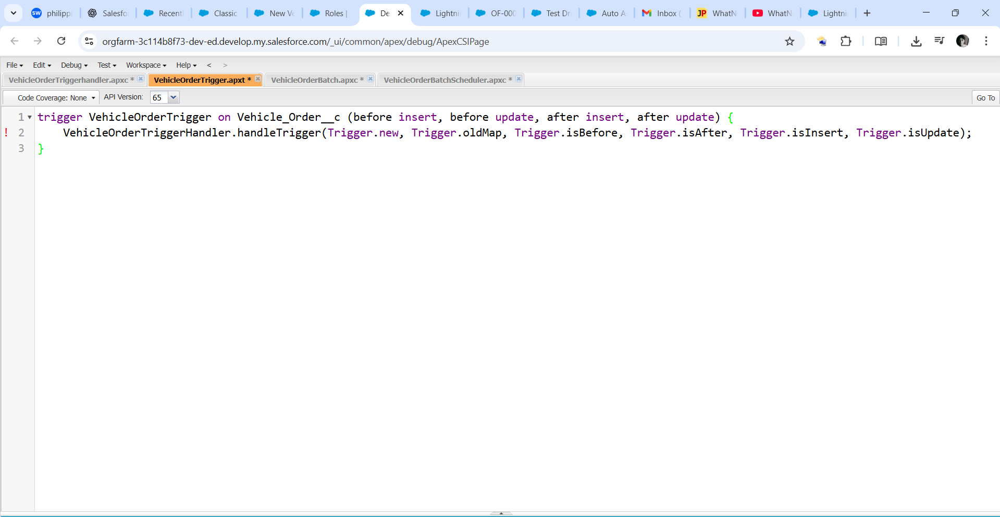 philipp
Salesfo
Recent
Classic
New Ve
Roles |
De
Lightni
OF-000
Test Dr
Auto A
Inbox (
WhatN
WhatN
Lightni
orgfarm-3c114b8f73-dev-ed.develop.my.salesforce.com/_ui/common/apex/debug/ApexCSIPage
File Edit Debug Test Workspace Help < >
VehicleOrderTriggerhandler.apxc * VehicleOrderTrigger.apxt * VehicleOrderBatch.apxc * VehicleOrderBatchScheduler.apxc *
Code Coverage: None API Version: 65 Go To
1 trigger VehicleOrderTrigger on Vehicle_Order__c (before insert, before update, after insert, after update) {
! 2 VehicleOrderTriggerHandler.handleTrigger(Trigger.new, Trigger.oldMap, Trigger.isBefore, Trigger.isAfter, Trigger.isInsert, Trigger.isUpdate);
3 }